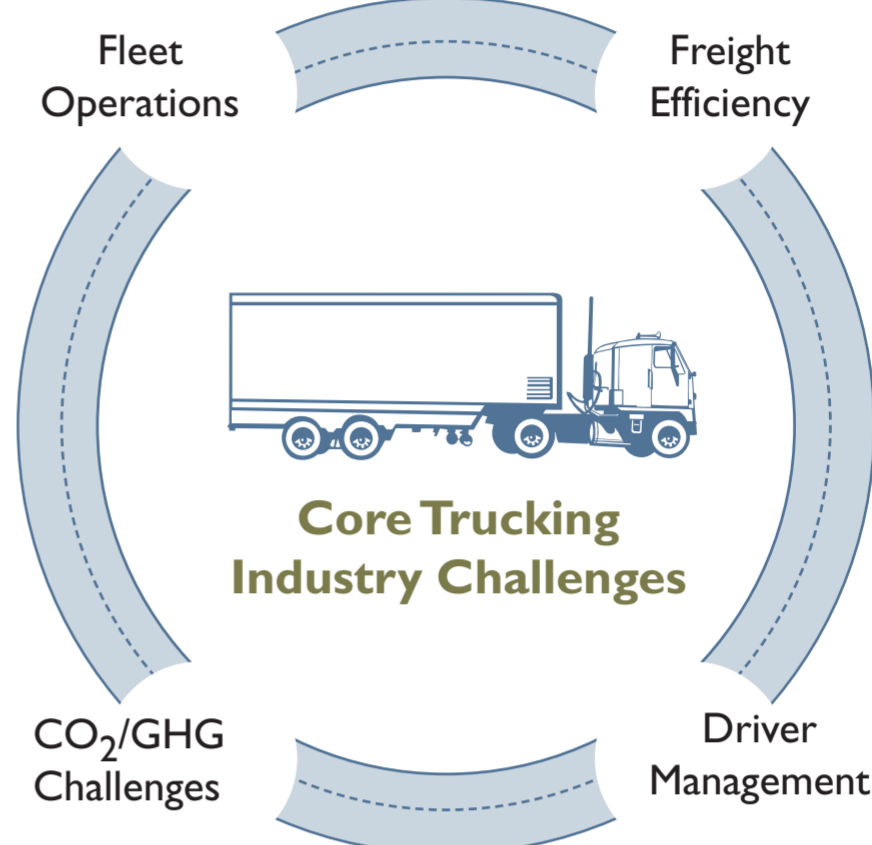 Fleet
Operations
Freight
Efficiency
Core Trucking
Industry Challenges
CO₂/GHG
Challenges
Driver
Management